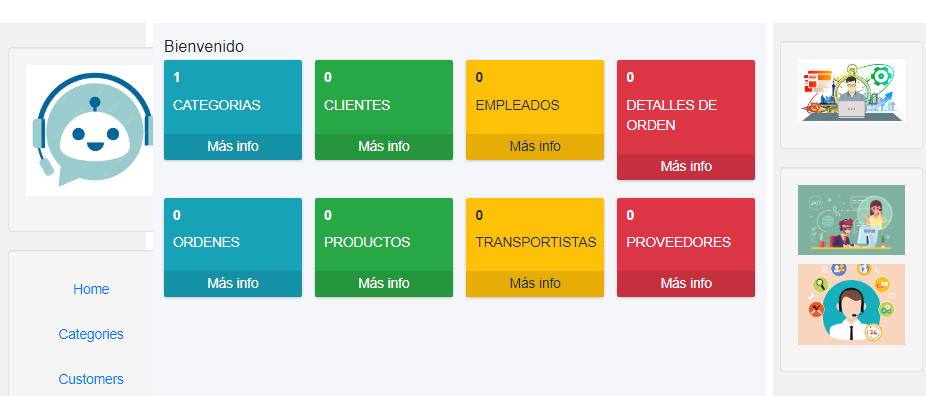 Bienvenido
1
CATEGORIAS
Más info
0
CLIENTES
Más info
0
EMPLEADOS
Más info
0
DETALLES DE
ORDEN
Más info
0
ORDENES
Más info
0
PRODUCTOS
Más info
0
TRANSPORTISTAS
Más info
0
PROVEEDORES
Más info
Home
Categories
Customers
24